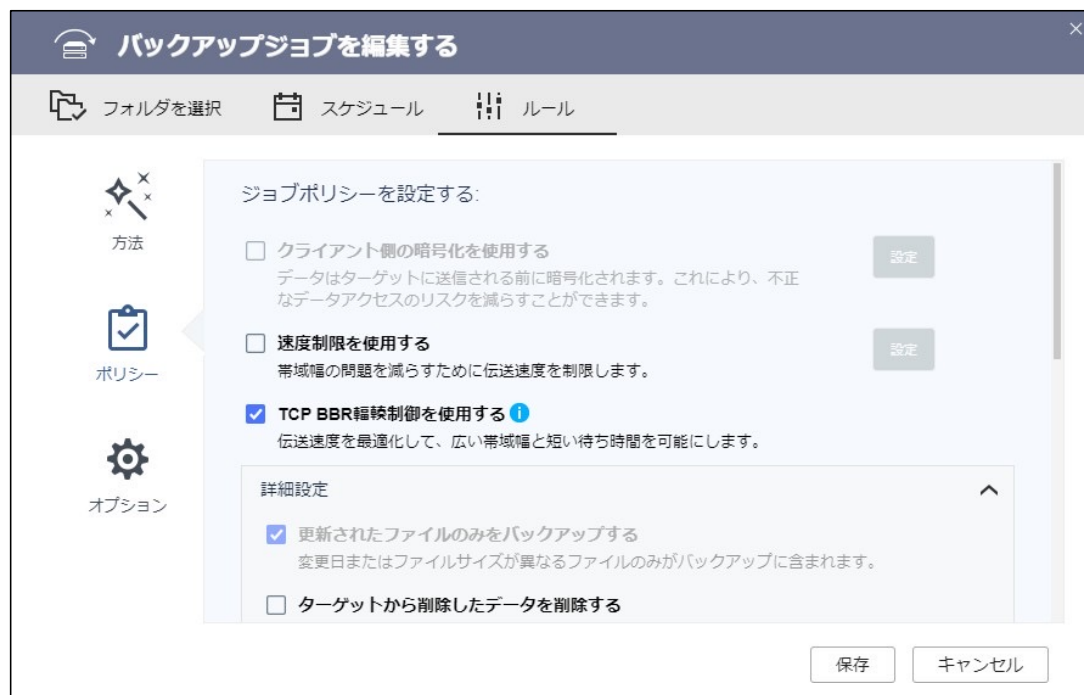 バックアップジョブを編集する
フォルダを選択 スケジュール ルール
方法
ポリシー
オプション
ジョブポリシーを設定する:
クライアント側の暗号化を使用する
設定
データはターゲットに送信される前に暗号化されます。これにより、不正
なデータアクセスのリスクを減らすことができます。
速度制限を使用する
設定
帯域幅の問題を減らすために伝送速度を制限します。
TCP BBR輻輳制御を使用する
伝送速度を最適化して、広い帯域幅と短い待ち時間を可能にします。
詳細設定
更新されたファイルのみをバックアップする
変更日またはファイルサイズが異なるファイルのみがバックアップに含まれます。
ターゲットから削除したデータを削除する
保存 キャンセル